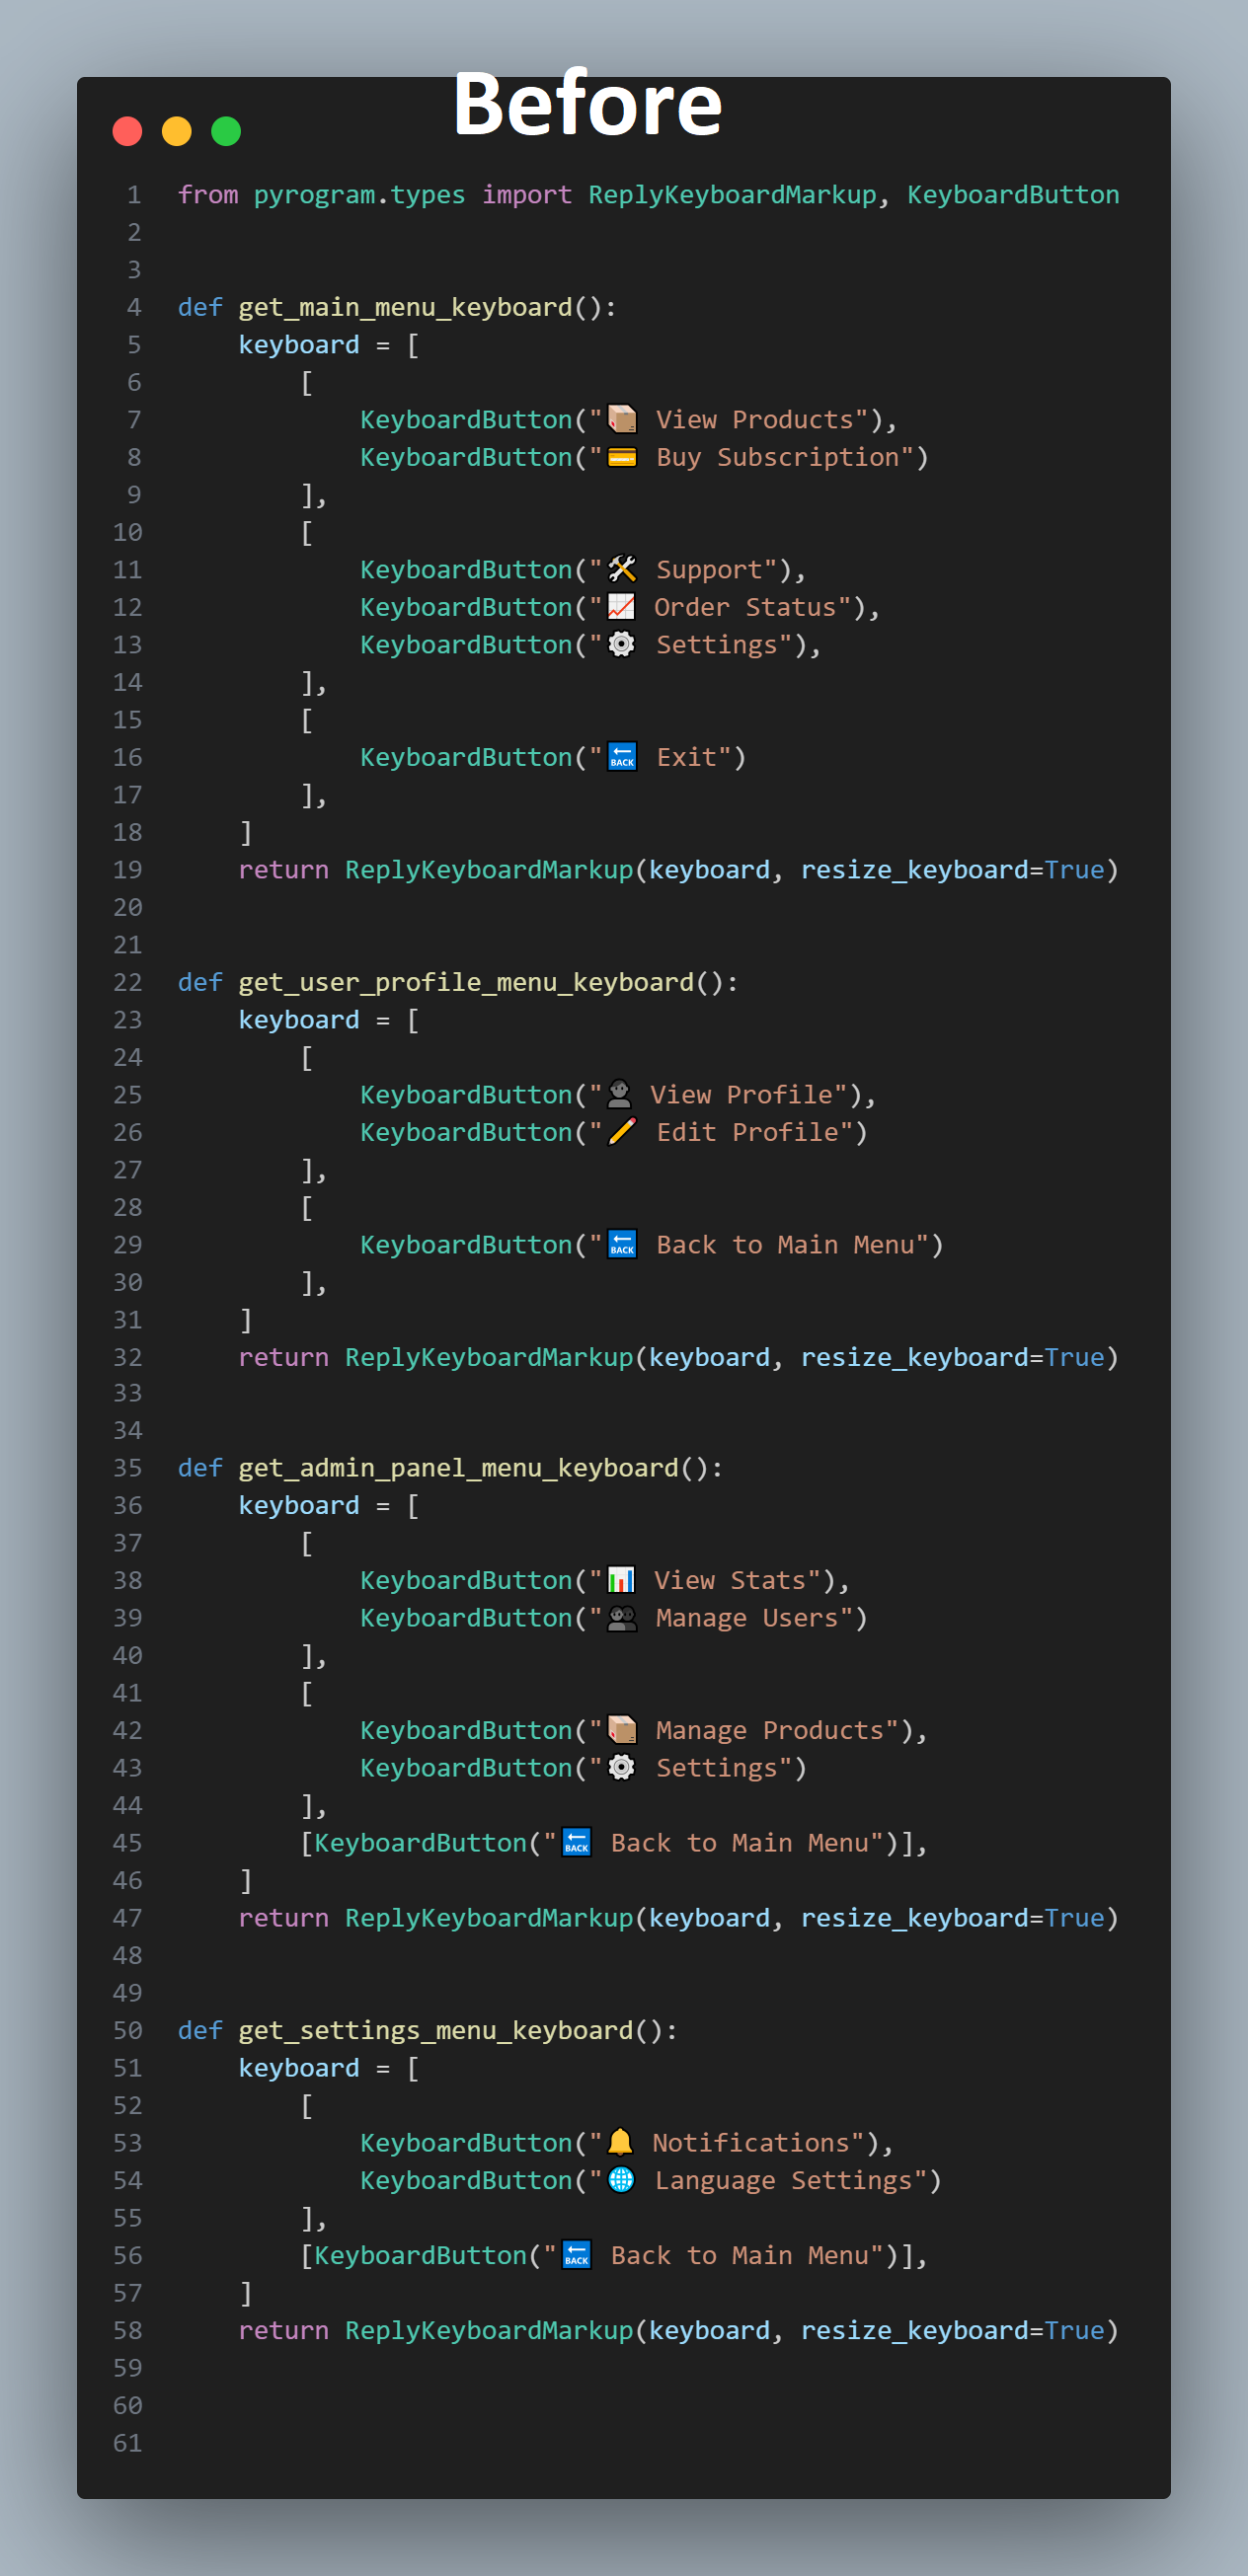 Before
1 from pyrogram.types import ReplyKeyboardMarkup, KeyboardButton
2
3
4 def get_main_menu_keyboard():
5     keyboard = [
6         [
7             KeyboardButton("📦 View Products"),
8             KeyboardButton("💳 Buy Subscription")
9         ],
10         [
11             KeyboardButton("🛠 Support"),
12             KeyboardButton("📈 Order Status"),
13             KeyboardButton("⚙️ Settings"),
14         ],
15         [
16             KeyboardButton("🔙 Exit")
17         ],
18     ]
19     return ReplyKeyboardMarkup(keyboard, resize_keyboard=True)
20
21
22 def get_user_profile_menu_keyboard():
23     keyboard = [
24         [
25             KeyboardButton("👤 View Profile"),
26             KeyboardButton("✏️ Edit Profile")
27         ],
28         [
29             KeyboardButton("🔙 Back to Main Menu")
30         ],
31     ]
32     return ReplyKeyboardMarkup(keyboard, resize_keyboard=True)
33
34
35 def get_admin_panel_menu_keyboard():
36     keyboard = [
37         [
38             KeyboardButton("📊 View Stats"),
39             KeyboardButton("👥 Manage Users")
40         ],
41         [
42             KeyboardButton("📦 Manage Products"),
43             KeyboardButton("⚙️ Settings")
44         ],
45         [KeyboardButton("🔙 Back to Main Menu")],
46     ]
47     return ReplyKeyboardMarkup(keyboard, resize_keyboard=True)
48
49
50 def get_settings_menu_keyboard():
51     keyboard = [
52         [
53             KeyboardButton("🔔 Notifications"),
54             KeyboardButton("🌐 Language Settings")
55         ],
56         [KeyboardButton("🔙 Back to Main Menu")],
57     ]
58     return ReplyKeyboardMarkup(keyboard, resize_keyboard=True)
59
60
61